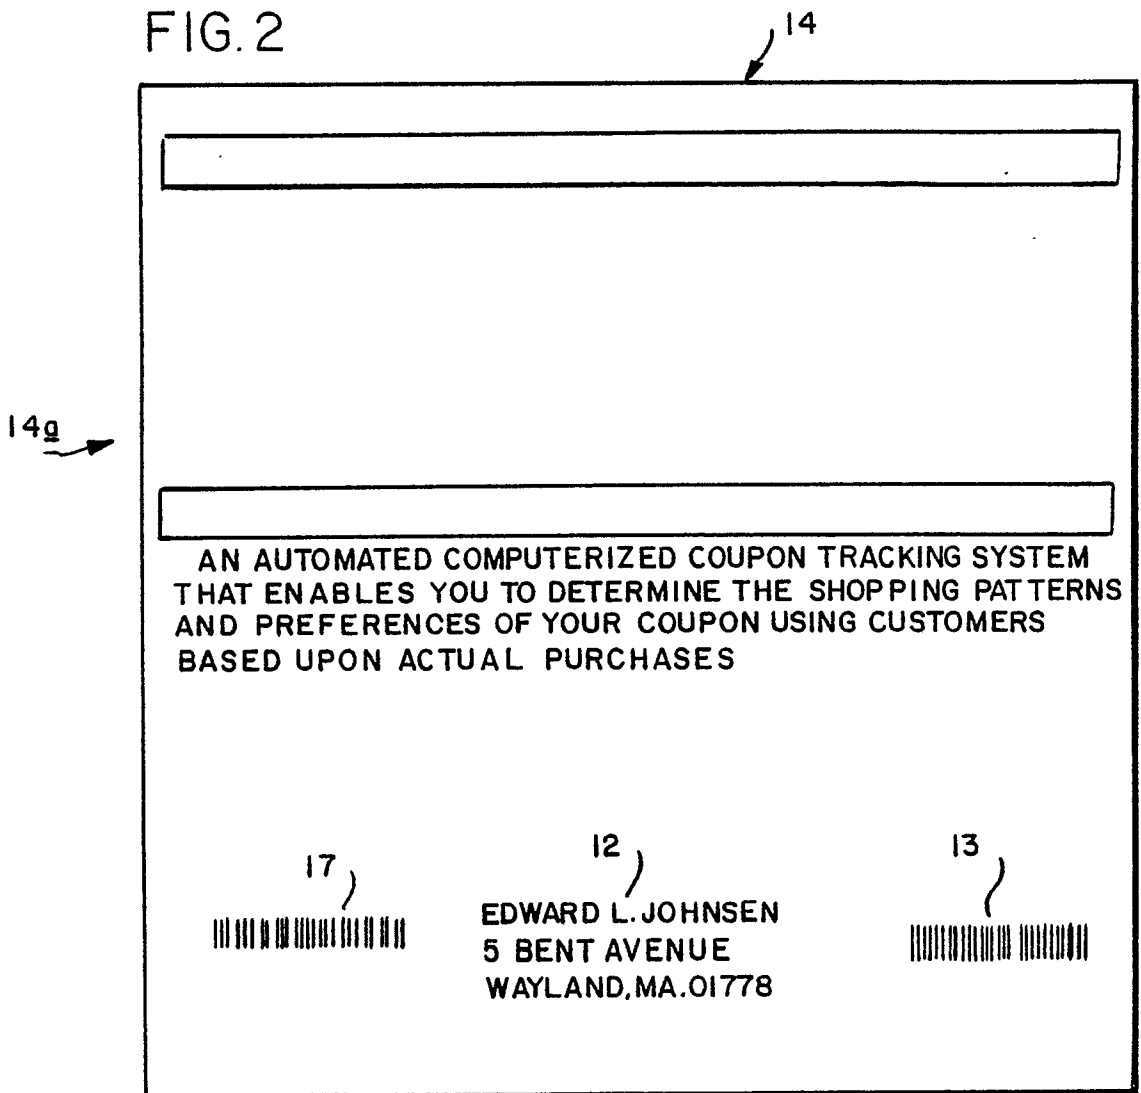 FIG. 2
14
14a
AN AUTOMATED COMPUTERIZED COUPON TRACKING SYSTEM
THAT ENABLES YOU TO DETERMINE THE SHOPPING PATTERNS
AND PREFERENCES OF YOUR COUPON USING CUSTOMERS
BASED UPON ACTUAL PURCHASES
17
12
13
EDWARD L. JOHNSEN
5 BENT AVENUE
WAYLAND, MA. 01778